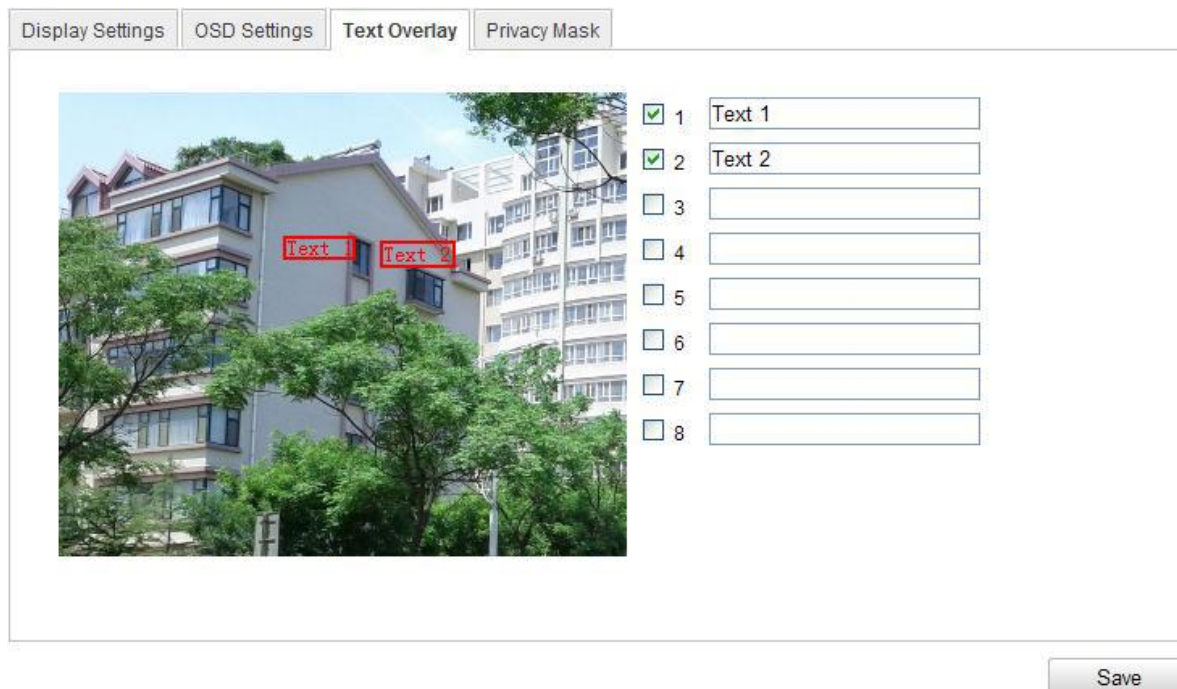 Display Settings OSD Settings Text Overlay Privacy Mask
1 Text 1
2 Text 2
3
4
5
6
7
8
Text 1 Text 2
Save